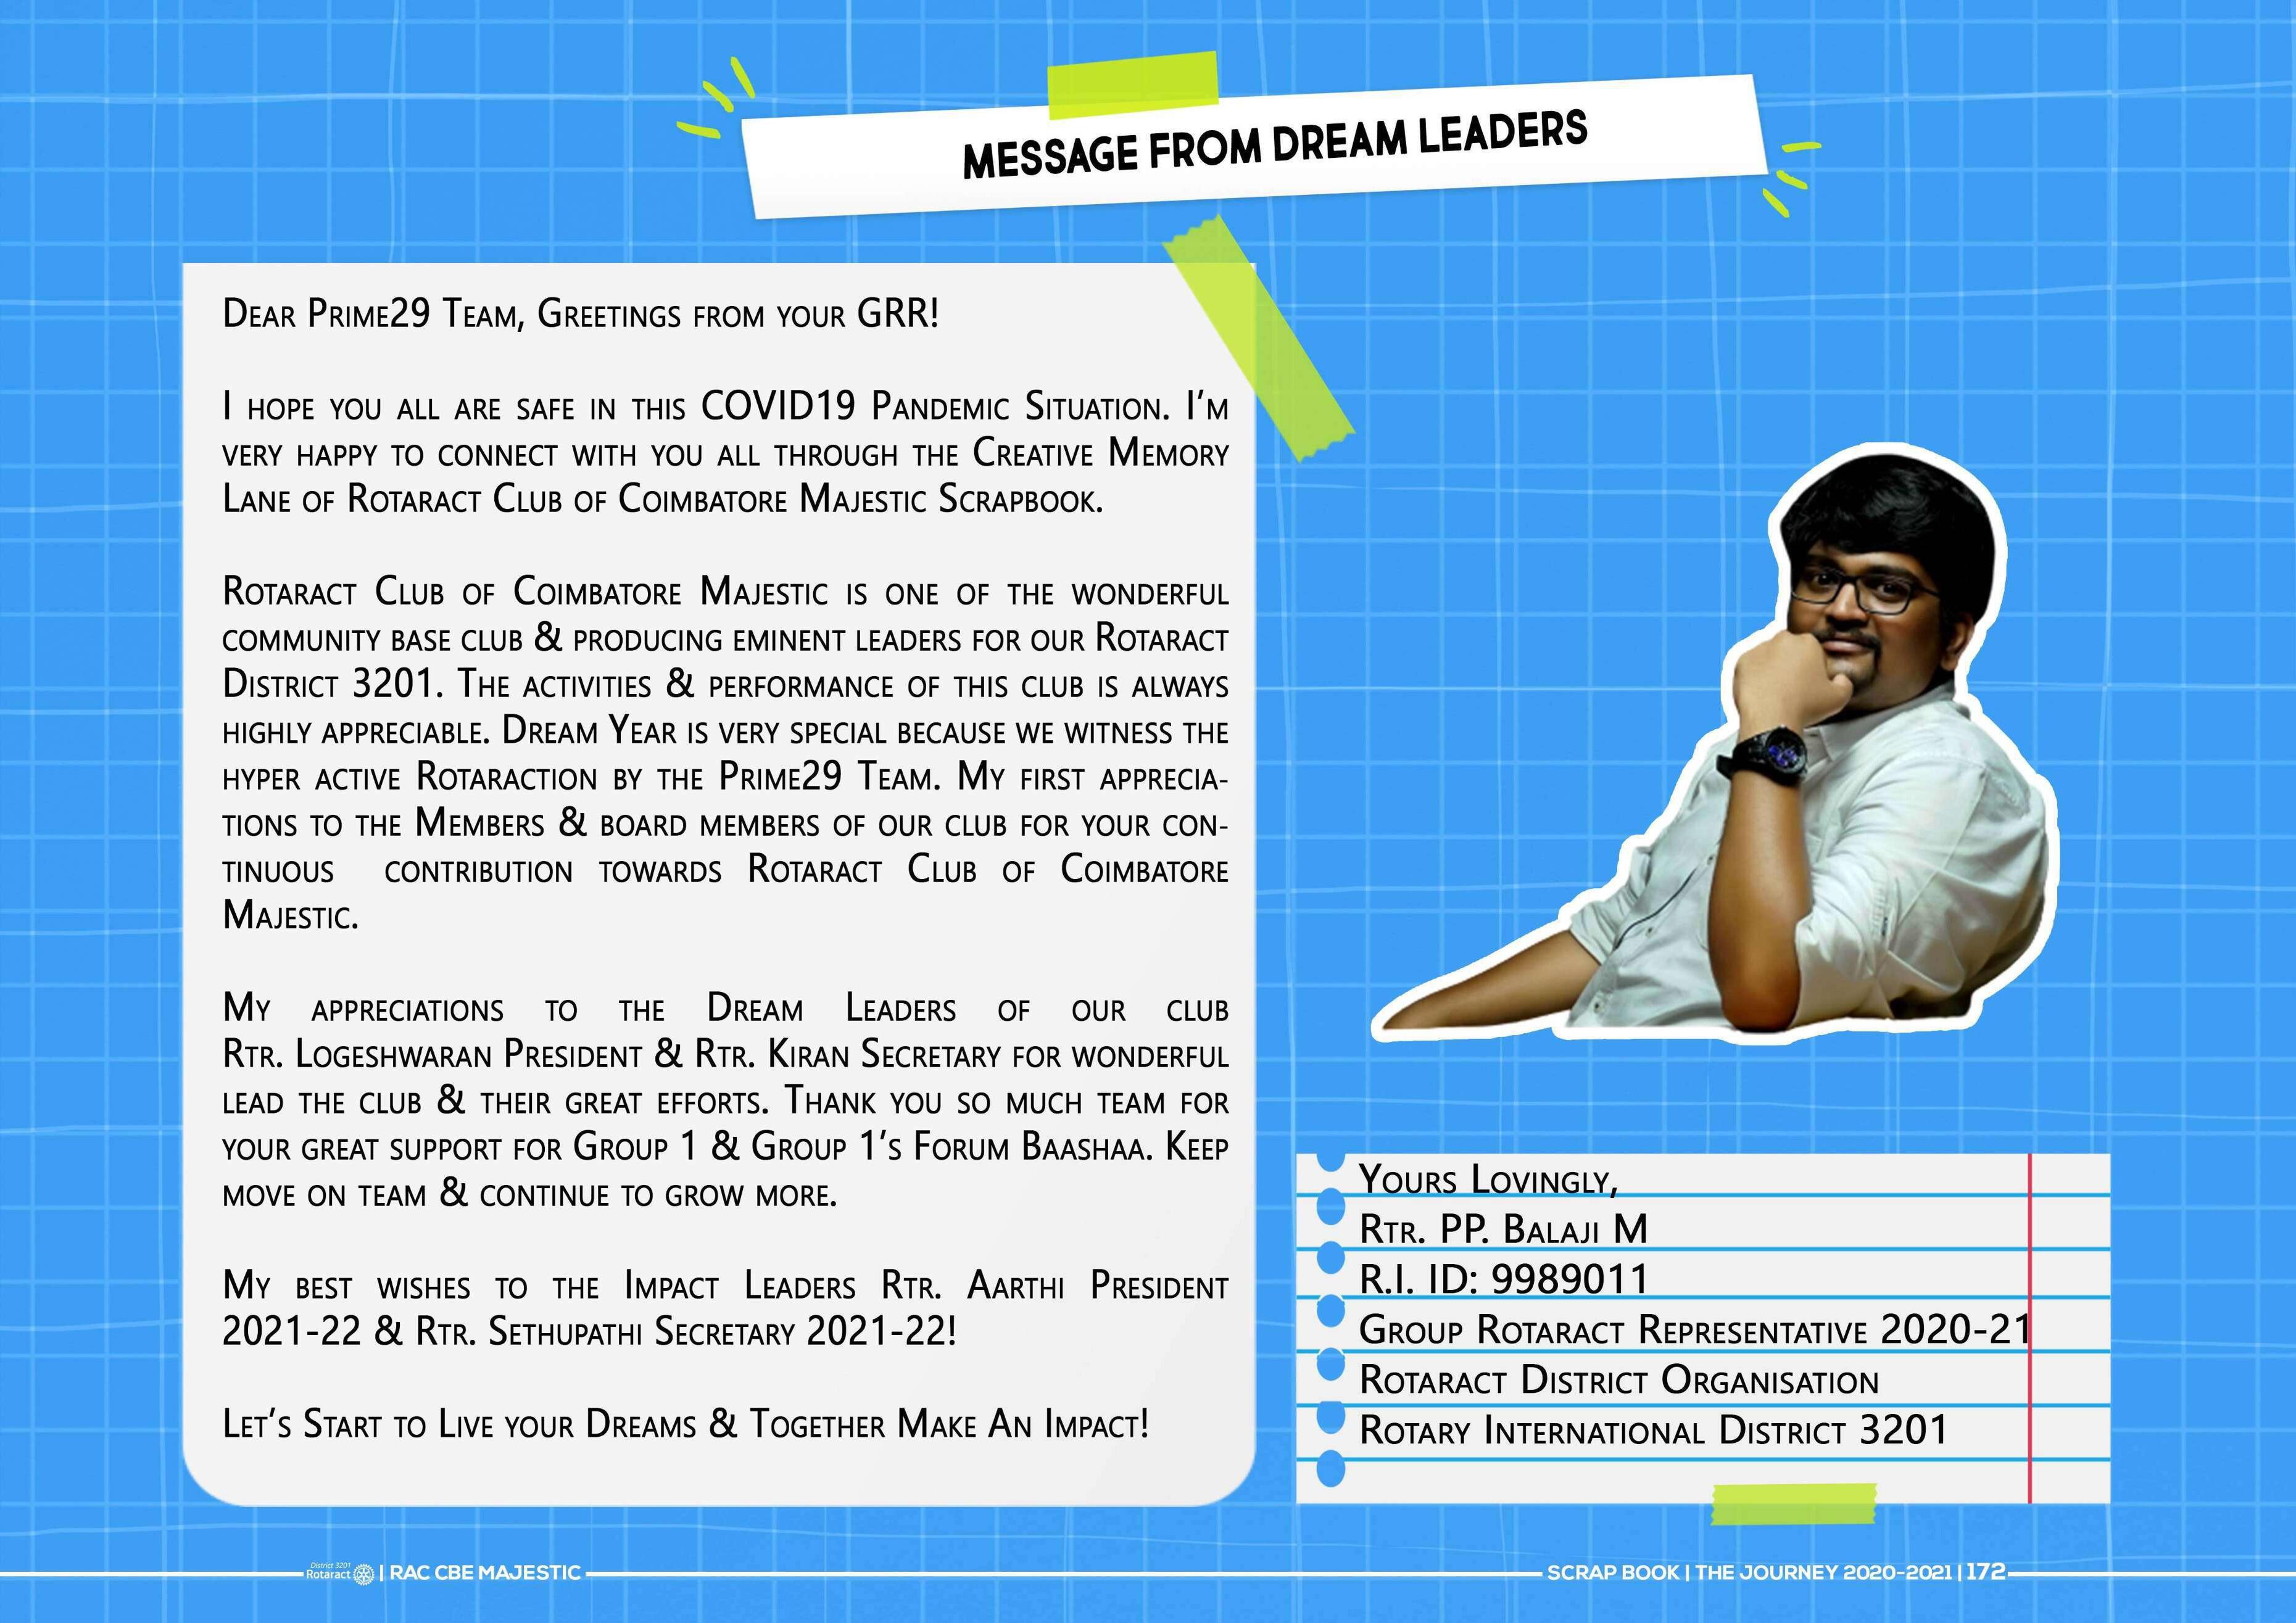 MESSAGE FROM DREAM LEADERS
Dear Prime29 Team, Greetings from your GRR!
I hope you all are safe in this COVID19 Pandemic Situation. I'm
very happy to connect with you all through the Creative Memory
Lane of Rotaract Club of Coimbatore Majestic Scrapbook.
Rotaract Club of Coimbatore Majestic is one of the wonderful
community base club & producing eminent leaders for our Rotaract
District 3201. The activities & performance of this club is always
highly appreciable. Dream Year is very special because we witness the
hyper active Rotaraction by the Prime29 Team. My first apprecia-
tions to the Members & board members of our club for your con-
tinuous contribution towards Rotaract Club of Coimbatore
Majestic.
My appreciations to the Dream Leaders of our club
Rtr. Logeshwaran President & Rtr. Kiran Secretary for wonderful
lead the club & their great efforts. Thank you so much team for
your great support for Group 1 & Group 1's Forum Baashaa. Keep
move on team & continue to grow more.
My best wishes to the Impact Leaders Rtr. Aarthi President
2021-22 & Rtr. Sethupathi Secretary 2021-22!
Let's Start to Live your Dreams & Together Make An Impact!
Yours Lovingly,
Rtr. PP. Balaji M
R.I. ID: 9989011
Group Rotaract Representative 2020-21
Rotaract District Organisation
Rotary International District 3201
District 3201
Rotaract | RAC CBE MAJESTIC
SCRAP BOOK | THE JOURNEY 2020-2021 | 172